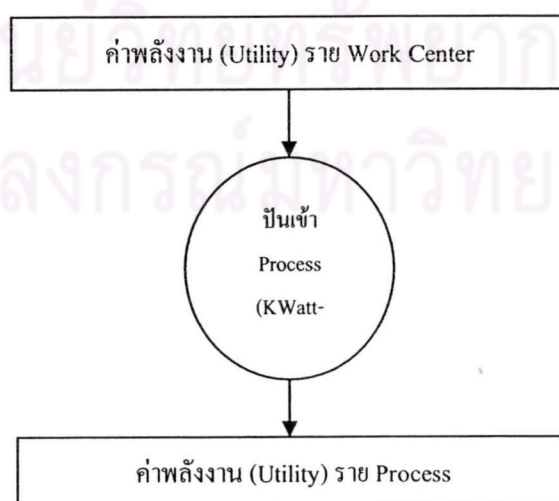 ค่าพลังงาน (Utility) ราย Work Center
ปันเข้า
Process
(KWatt-
ค่าพลังงาน (Utility) ราย Process